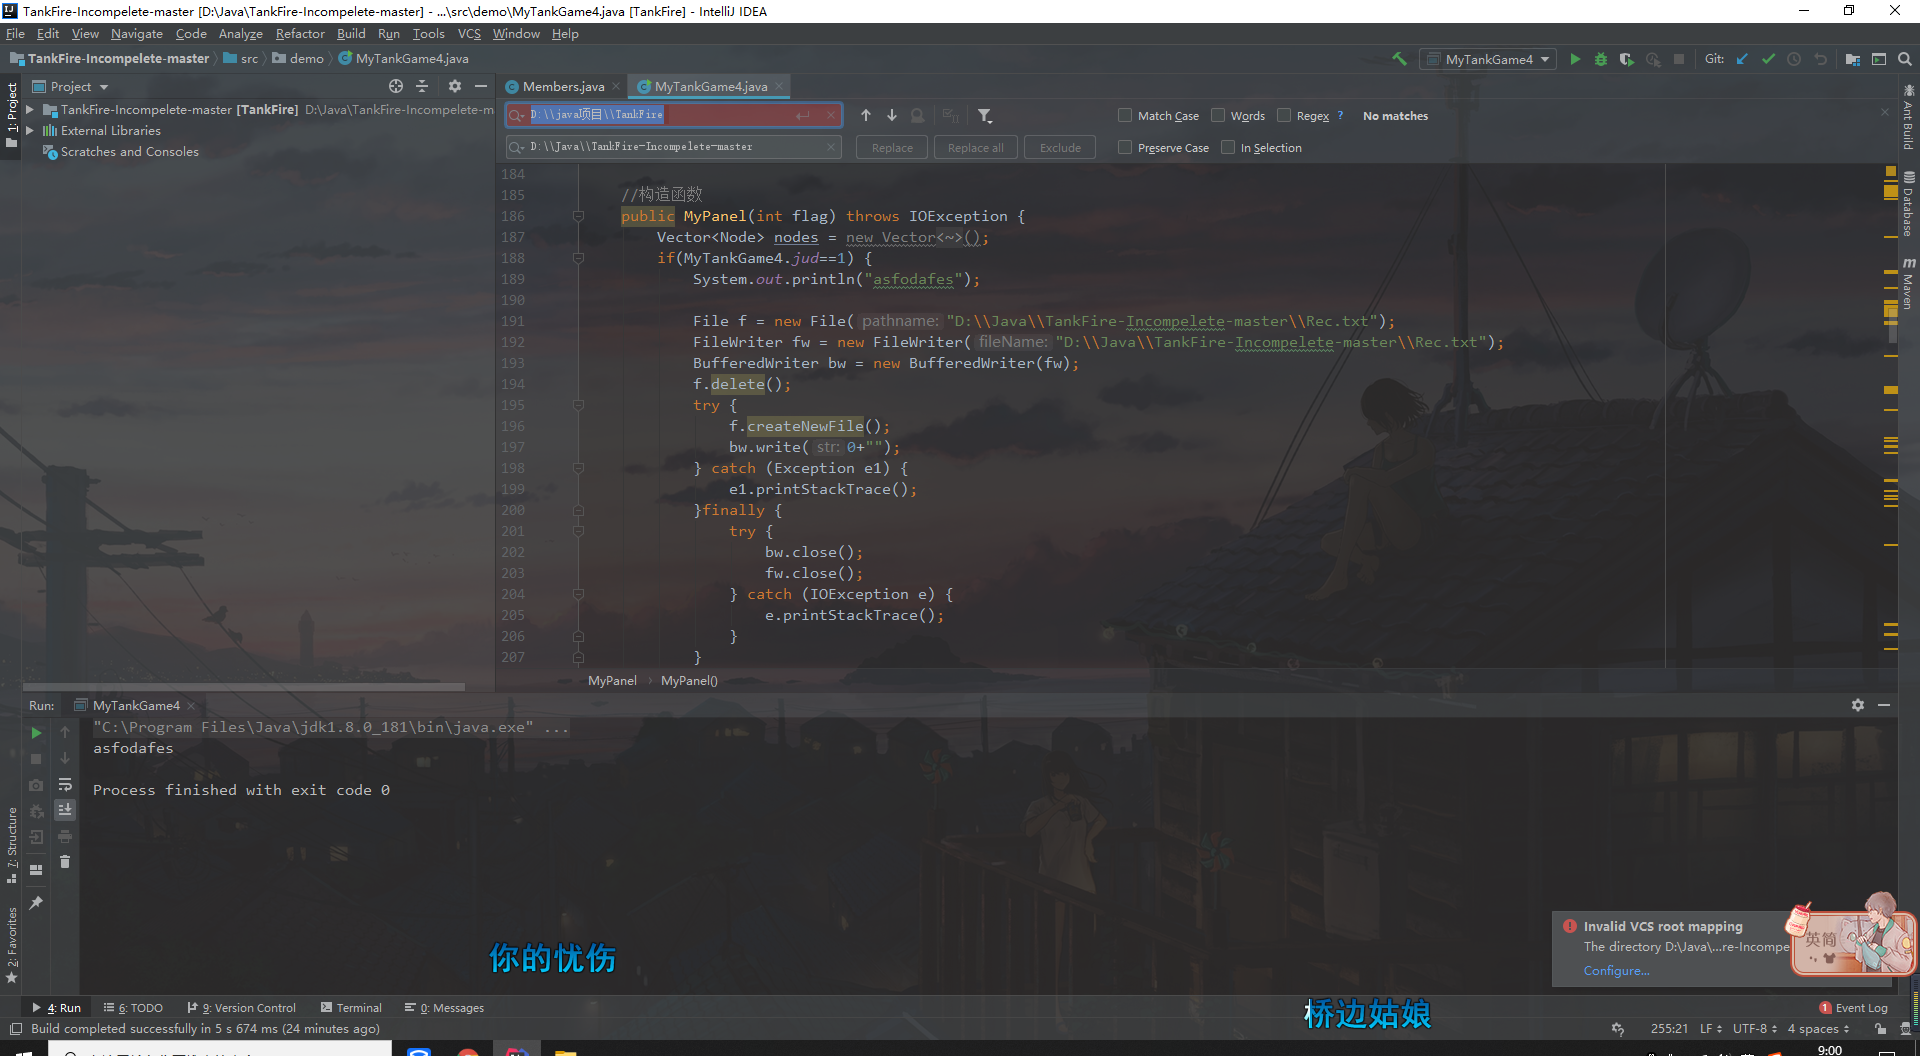 TankFire-Incompelete-master [D:\Java\TankFire-Incompelete-master] - ...\src\demo\MyTankGame4.java [TankFire] - IntelliJ IDEA
File Edit View Navigate Code Analyze Refactor Build Run Tools VCS Window Help
TankFire-Incompelete-master src demo MyTankGame4.java MyTankGame4 Git:
1: Project
Project
TankFire-Incompelete-master [TankFire] D:\Java\TankFire-Incompelete-m
External Libraries
Scratches and Consoles
Members.java MyTankGame4.java
D:\\java项目\\TankFire Match Case Words Regex ? No matches
D:\\Java\\TankFire-Incompelete-master Replace Replace all Exclude Preserve Case In Selection
184
185 //构造函数
186 public MyPanel(int flag) throws IOException {
187 Vector<Node> nodes = new Vector<~>();
188 if(MyTankGame4.jud==1) {
189 System.out.println("asfodafes");
190
191 File f = new File( pathname: "D:\\Java\\TankFire-Incompelete-master\\Rec.txt");
192 FileWriter fw = new FileWriter( fileName: "D:\\Java\\TankFire-Incompelete-master\\Rec.txt");
193 BufferedWriter bw = new BufferedWriter(fw);
194 f.delete();
195 try {
196 f.createNewFile();
197 bw.write( str: 0+"");
198 } catch (Exception e1) {
199 e1.printStackTrace();
200 }finally {
201 try {
202 bw.close();
203 fw.close();
204 } catch (IOException e) {
205 e.printStackTrace();
206 }
207 }
MyPanel MyPanel()
Ant Build
Database
m Maven
Run: MyTankGame4
"C:\Program Files\Java\jdk1.8.0_181\bin\java.exe" ...
asfodafes
Process finished with exit code 0
7: Structure
2: Favorites
你的忧伤
桥边姑娘
Invalid VCS root mapping
The directory D:\Java\...re-Incompe
Configure...
英简
4: Run 6: TODO 9: Version Control Terminal 0: Messages 1 Event Log
Build completed successfully in 5 s 674 ms (24 minutes ago) 255:21 LF UTF-8 4 spaces
9:00